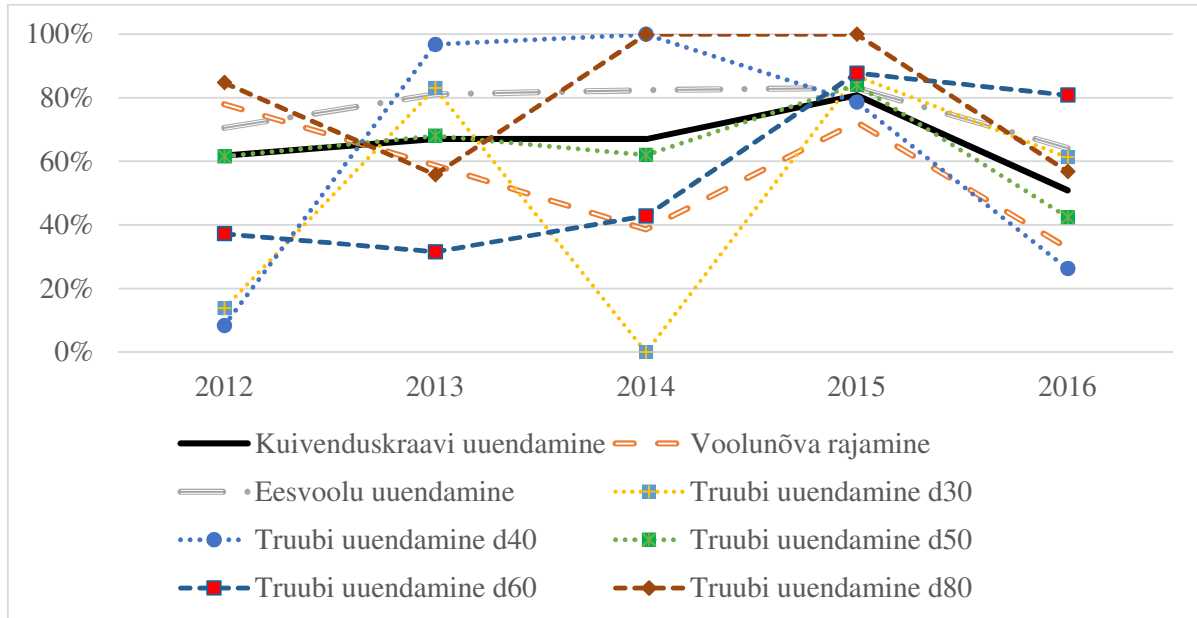 100%
80%
60%
40%
20%
0%
2012 2013 2014 2015 2016
Kuivenduskraavi uuendamine Voolunõva rajamine
Eesvoolu uuendamine Truubi uuendamine d30
Truubi uuendamine d40 Truubi uuendamine d50
Truubi uuendamine d60 Truubi uuendamine d80